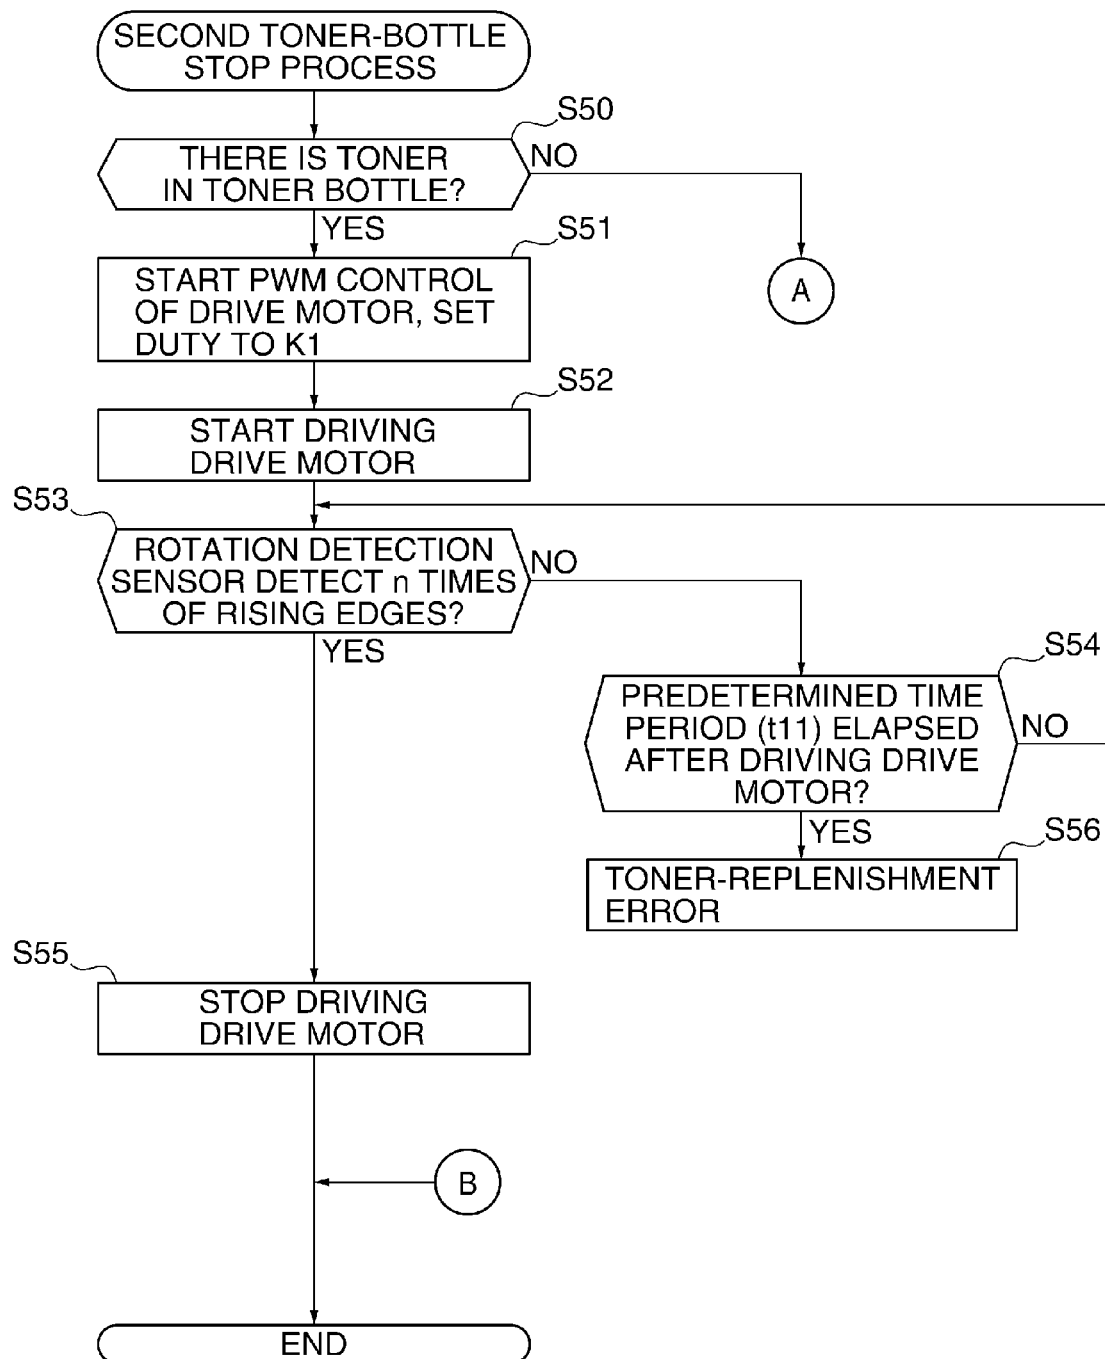 SECOND TONER-BOTTLE
STOP PROCESS
S50
THERE IS TONER
IN TONER BOTTLE?
NO
YES
A
S51
START PWM CONTROL
OF DRIVE MOTOR, SET
DUTY TO K1
S52
START DRIVING
DRIVE MOTOR
S53
ROTATION DETECTION
SENSOR DETECT n TIMES
OF RISING EDGES?
NO
YES
S54
PREDETERMINED TIME
PERIOD (t11) ELAPSED
AFTER DRIVING DRIVE
MOTOR?
NO
YES
S56
TONER-REPLENISHMENT
ERROR
S55
STOP DRIVING
DRIVE MOTOR
B
END